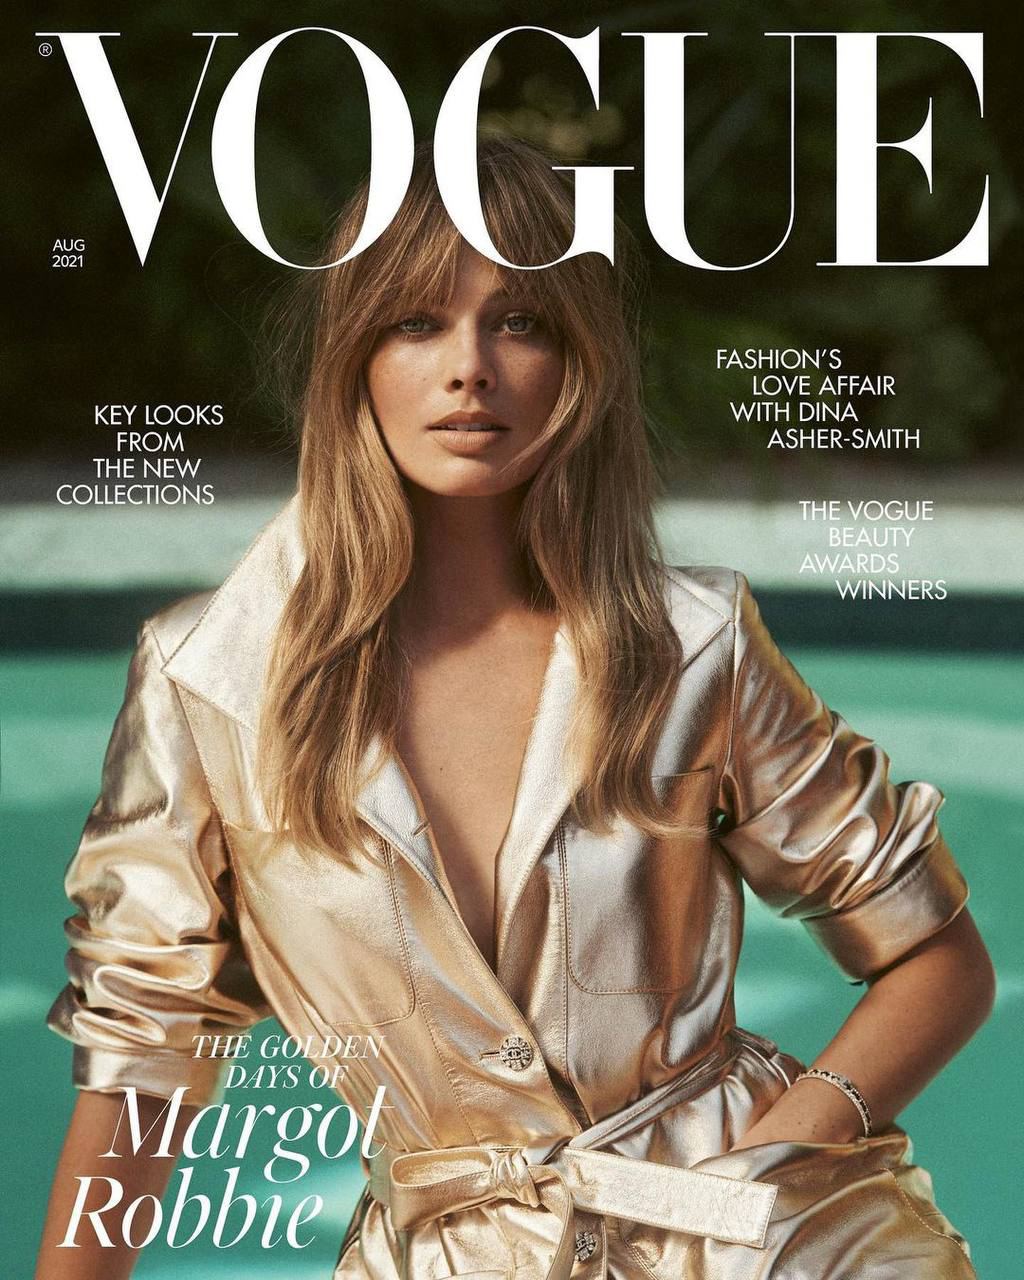 VOGUE
®
AUG
2021
FASHION'S
LOVE AFFAIR
WITH DINA
ASHER-SMITH
KEY LOOKS
FROM
THE NEW
COLLECTIONS
THE VOGUE
BEAUTY
AWARDS
WINNERS
THE GOLDEN
DAYS OF
Margot
Robbie